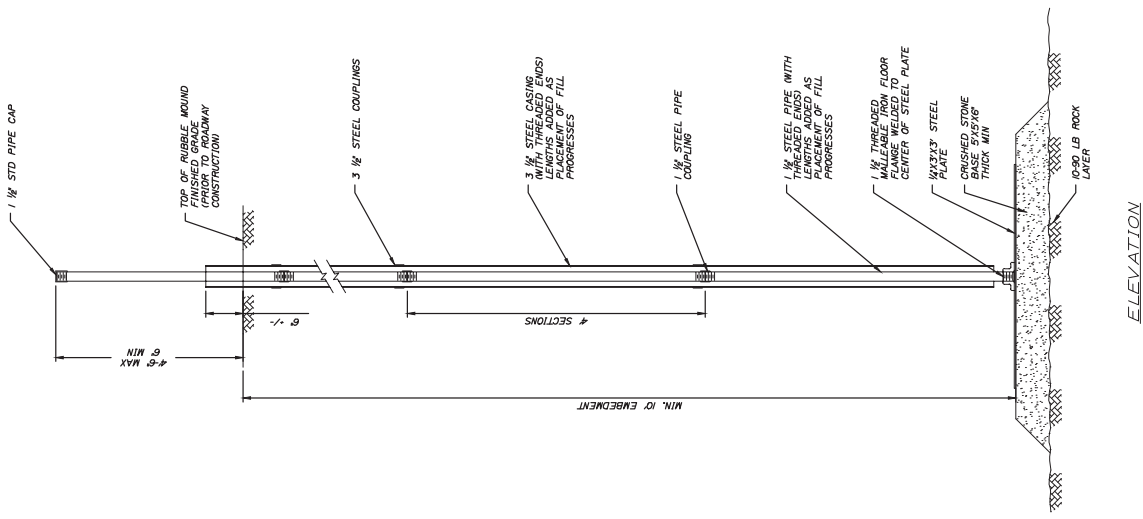 1 ½" STD PIPE CAP
TOP OF RUBBLE MOUND
FINISHED GRADE
(PRIOR TO ROADWAY
CONSTRUCTION)
3 ½" STEEL COUPLINGS
3 ½" STEEL CASING
(WITH THREADED ENDS)
LENGTHS ADDED AS
PLACEMENT OF FILL
PROGRESSES
1 ½" STEEL PIPE
COUPLING
1 ½" STEEL PIPE (WITH
THREADED ENDS)
LENGTHS ADDED AS
PLACEMENT OF FILL
PROGRESSES
1 ½" THREADED
MALLEABLE IRON FLOOR
FLANGE WELDED TO
CENTER OF STEEL PLATE
¼"X3'X3' STEEL
PLATE
CRUSHED STONE
BASE 5'X5'X6"
THICK MIN
10-90 LB ROCK
LAYER
4'-6" MAX
6" MIN
6" +/-
4' SECTIONS
MIN. 10' EMBEDMENT
ELEVATION